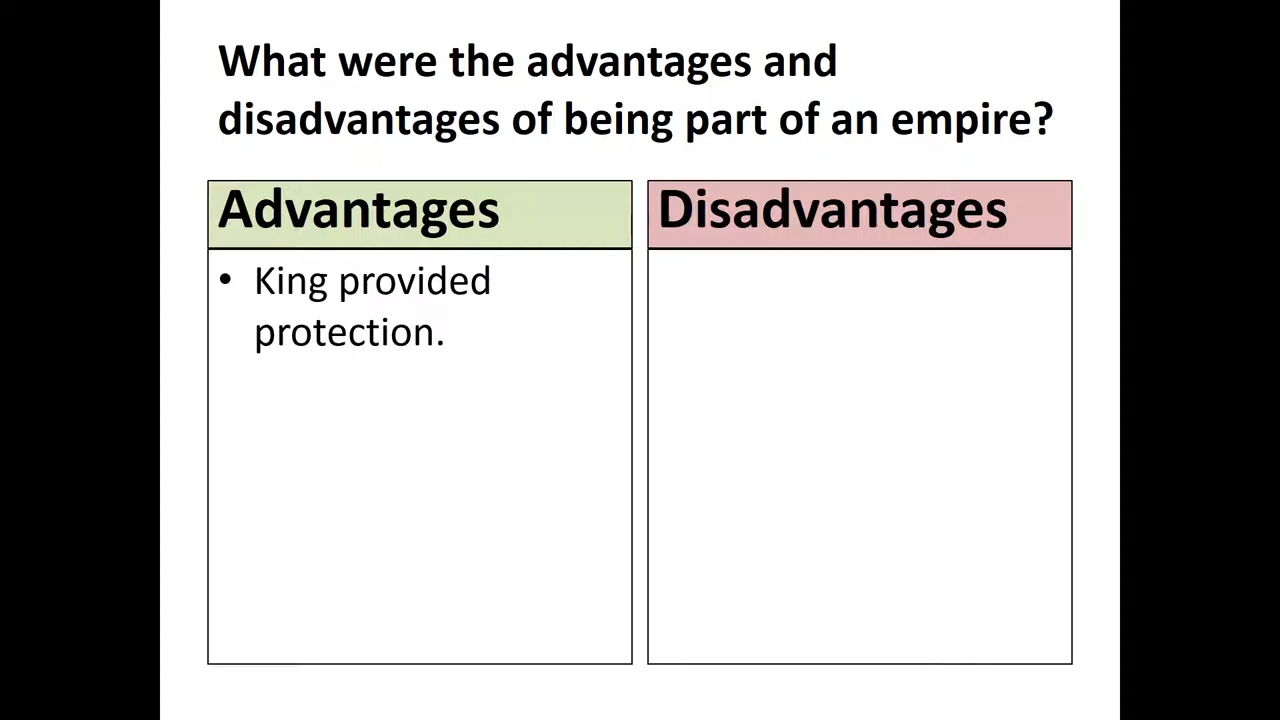 What were the advantages and
disadvantages of being part of an empire?
Advantages
• King provided
protection.
Disadvantages